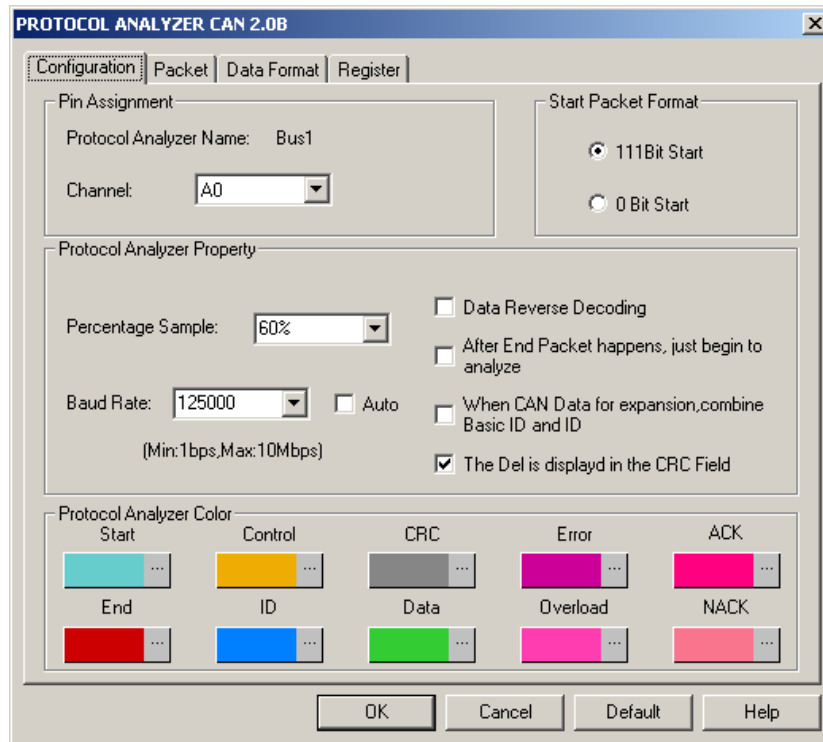 PROTOCOL ANALYZER CAN 2.0B
Configuration Packet Data Format Register
Pin Assignment
Protocol Analyzer Name: Bus1
Channel: A0
Start Packet Format
111Bit Start
0 Bit Start
Protocol Analyzer Property
Percentage Sample: 60%
Baud Rate: 125000 Auto
(Min:1bps,Max:10Mbps)
Data Reverse Decoding
After End Packet happens, just begin to
analyze
When CAN Data for expansion,combine
Basic ID and ID
The Del is displayd in the CRC Field
Protocol Analyzer Color
Start Control CRC Error ACK
... ... ... ... ...
End ID Data Overload NACK
... ... ... ... ...
OK Cancel Default Help